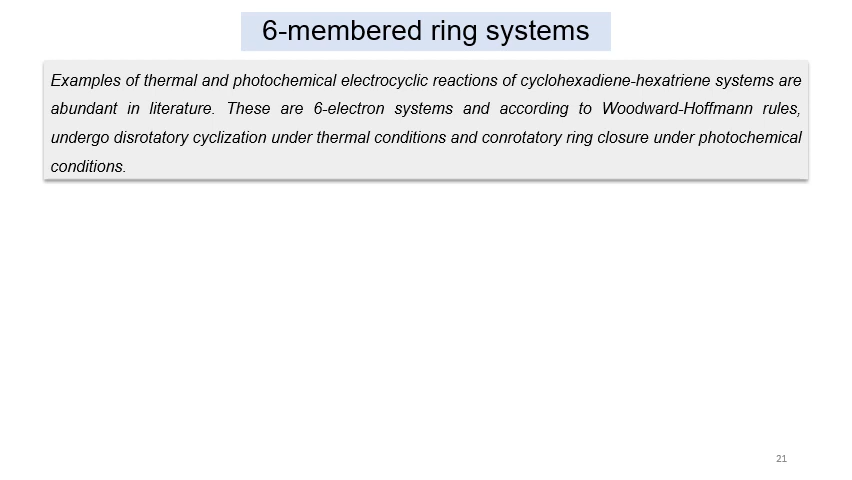 6-membered ring systems
Examples of thermal and photochemical electrocyclic reactions of cyclohexadiene-hexatriene systems are
abundant in literature. These are 6-electron systems and according to Woodward-Hoffmann rules,
undergo disrotatory cyclization under thermal conditions and conrotatory ring closure under photochemical
conditions.
21